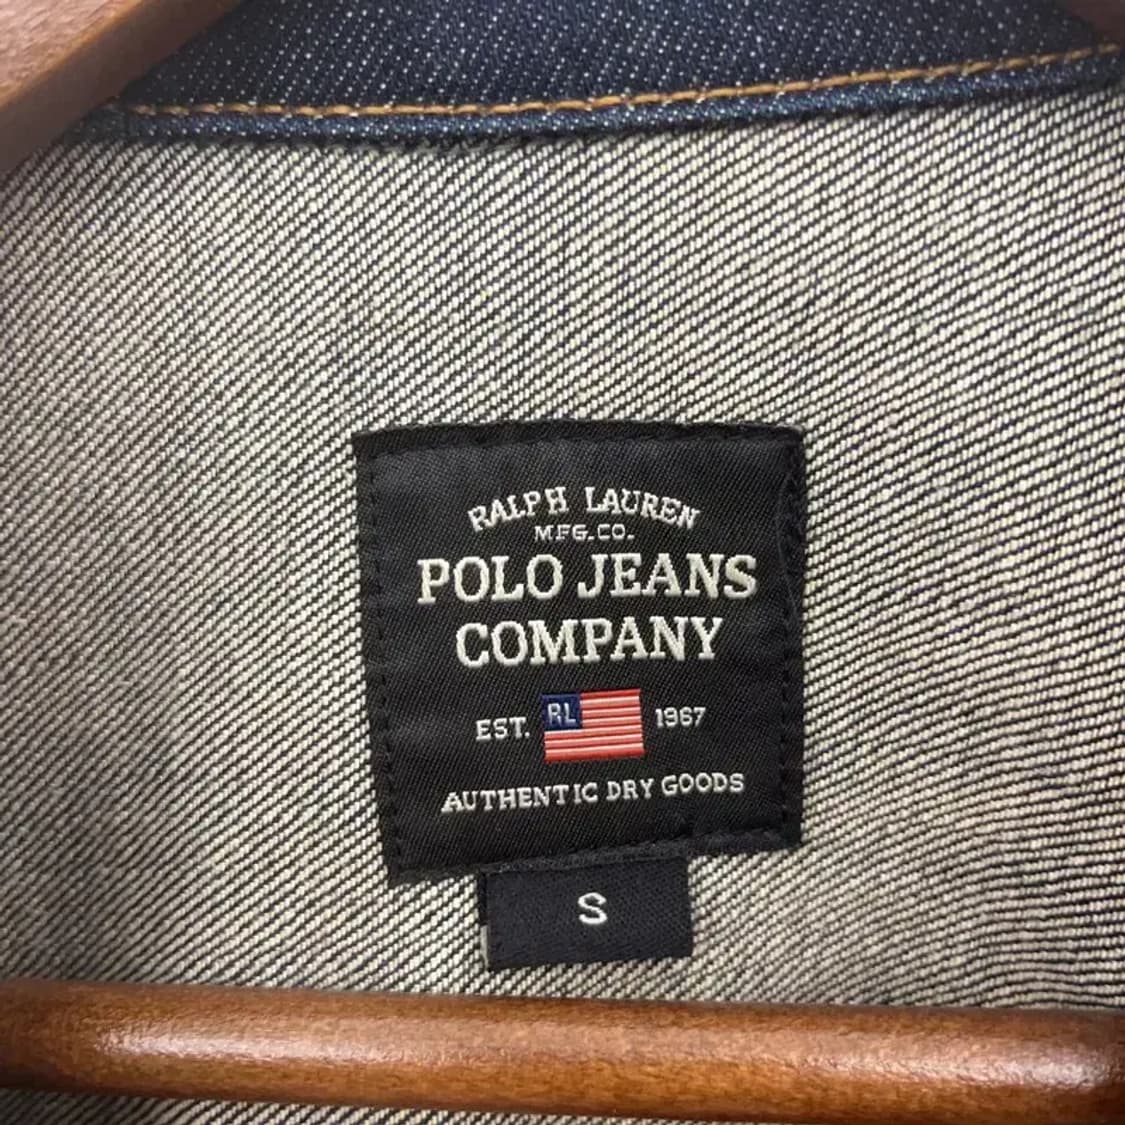 RALPH LAUREN
MFG.CO.
POLO JEANS
COMPANY
EST. RL 1967
AUTHENTIC DRY GOODS
S